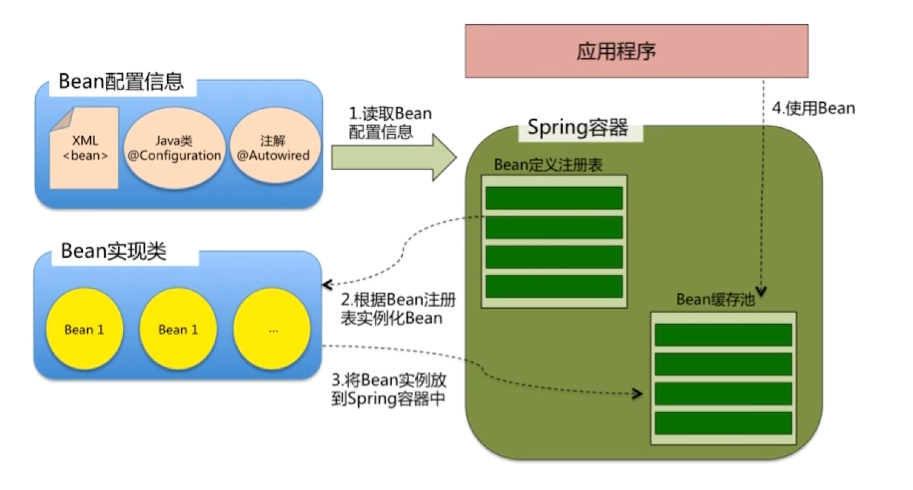 应用程序
Bean配置信息
XML
<bean>
Java类
@Configuration
注解
@Autowired
1.读取Bean
配置信息
4.使用Bean
Spring容器
Bean定义注册表
Bean实现类
Bean 1
Bean 1
...
2.根据Bean注册
表实例化Bean
Bean缓存池
3.将Bean实例放
到Spring容器中